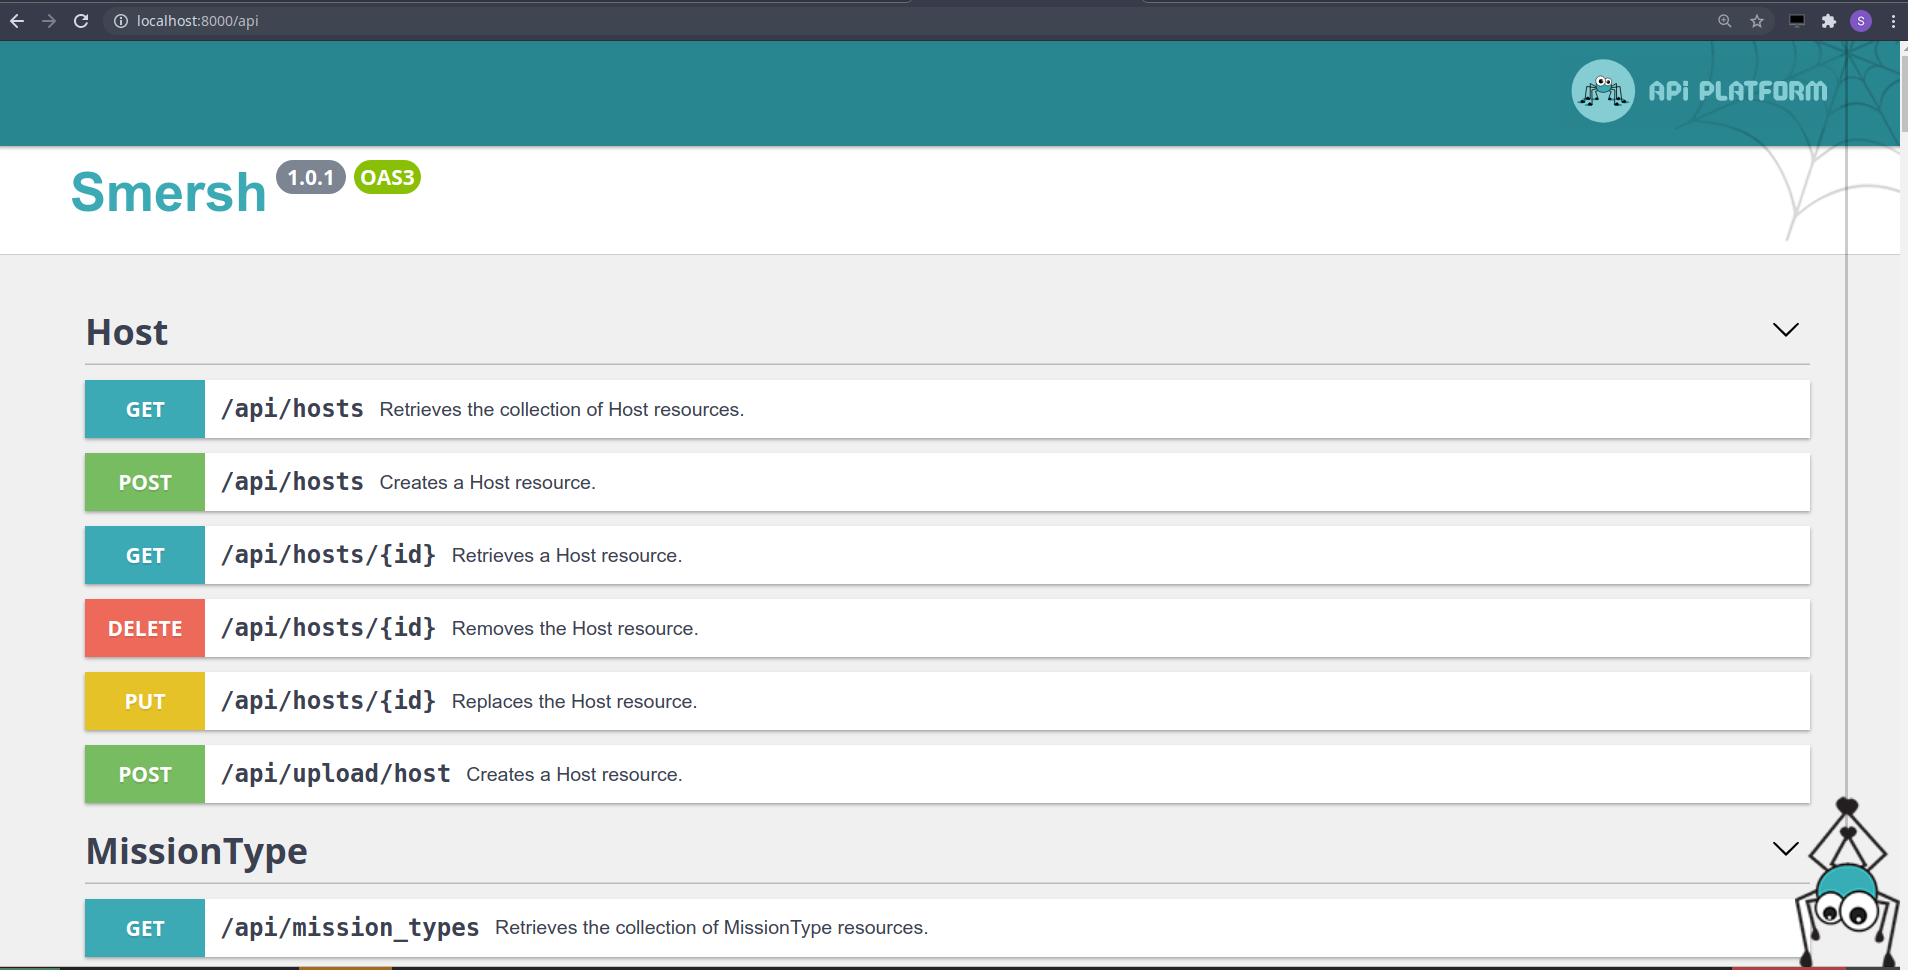 localhost:8000/api
S
APi PLATFORM
Smersh 1.0.1 OAS3
Host
GET /api/hosts Retrieves the collection of Host resources.
POST /api/hosts Creates a Host resource.
GET /api/hosts/{id} Retrieves a Host resource.
DELETE /api/hosts/{id} Removes the Host resource.
PUT /api/hosts/{id} Replaces the Host resource.
POST /api/upload/host Creates a Host resource.
MissionType
GET /api/mission_types Retrieves the collection of MissionType resources.